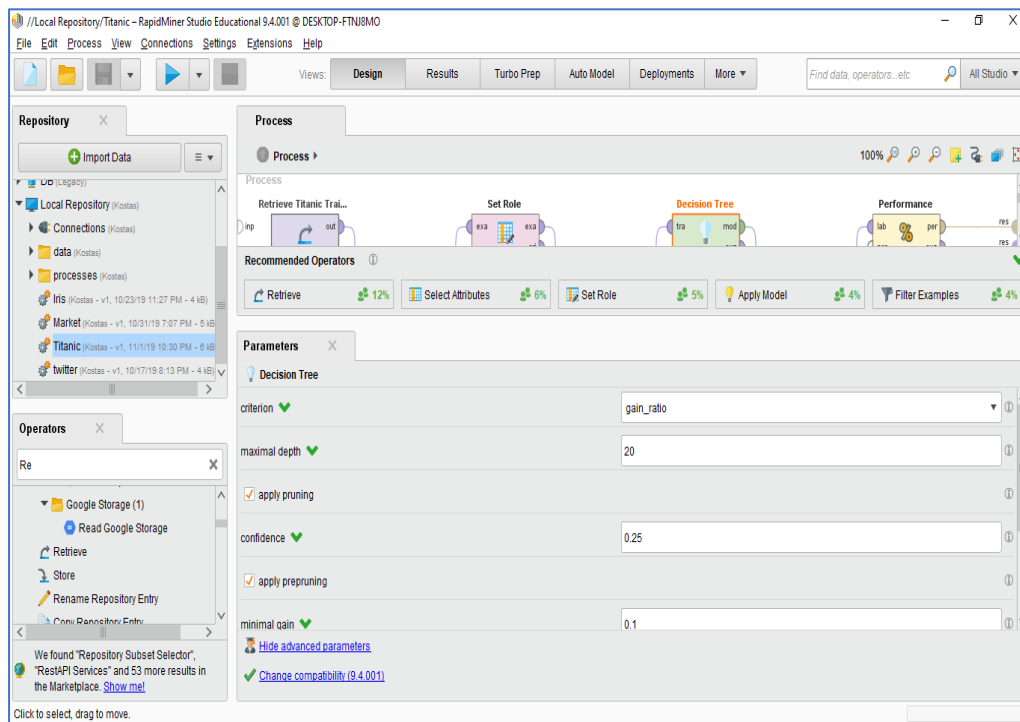 //Local Repository/Titanic – RapidMiner Studio Educational 9.4.001 @ DESKTOP-FTNJ8MO
File Edit Process View Connections Settings Extensions Help
Views: Design Results Turbo Prep Auto Model Deployments More Find data, operators...etc All Studio
Repository
Import Data
DB (Legacy)
Local Repository (Kostas)
Connections (Kostas)
data (Kostas)
processes (Kostas)
Iris (Kostas - v1, 10/23/19 11:27 PM - 4 kB)
Market (Kostas - v1, 10/31/19 7:07 PM - 5 kB
Titanic (Kostas - v1, 11/1/19 10:30 PM - 6 kB
twitter (Kostas - v1, 10/17/19 8:13 PM - 4 kB)
Operators
Re
Google Storage (1)
Read Google Storage
Retrieve
Store
Rename Repository Entry
Copy Repository Entry
We found "Repository Subset Selector",
"RestAPI Services" and 53 more results in
the Marketplace. Show me!
Process
Process
100%
Process
Retrieve Titanic Trai... Set Role Decision Tree Performance
inp out exa exa tra mod lab per res
% res
Recommended Operators
Retrieve 12% Select Attributes 6% Set Role 5% Apply Model 4% Filter Examples 4%
Parameters
Decision Tree
criterion gain_ratio
maximal depth 20
apply pruning
confidence 0.25
apply prepruning
minimal gain 0.1
Hide advanced parameters
Change compatibility (9.4.001)
Click to select, drag to move.